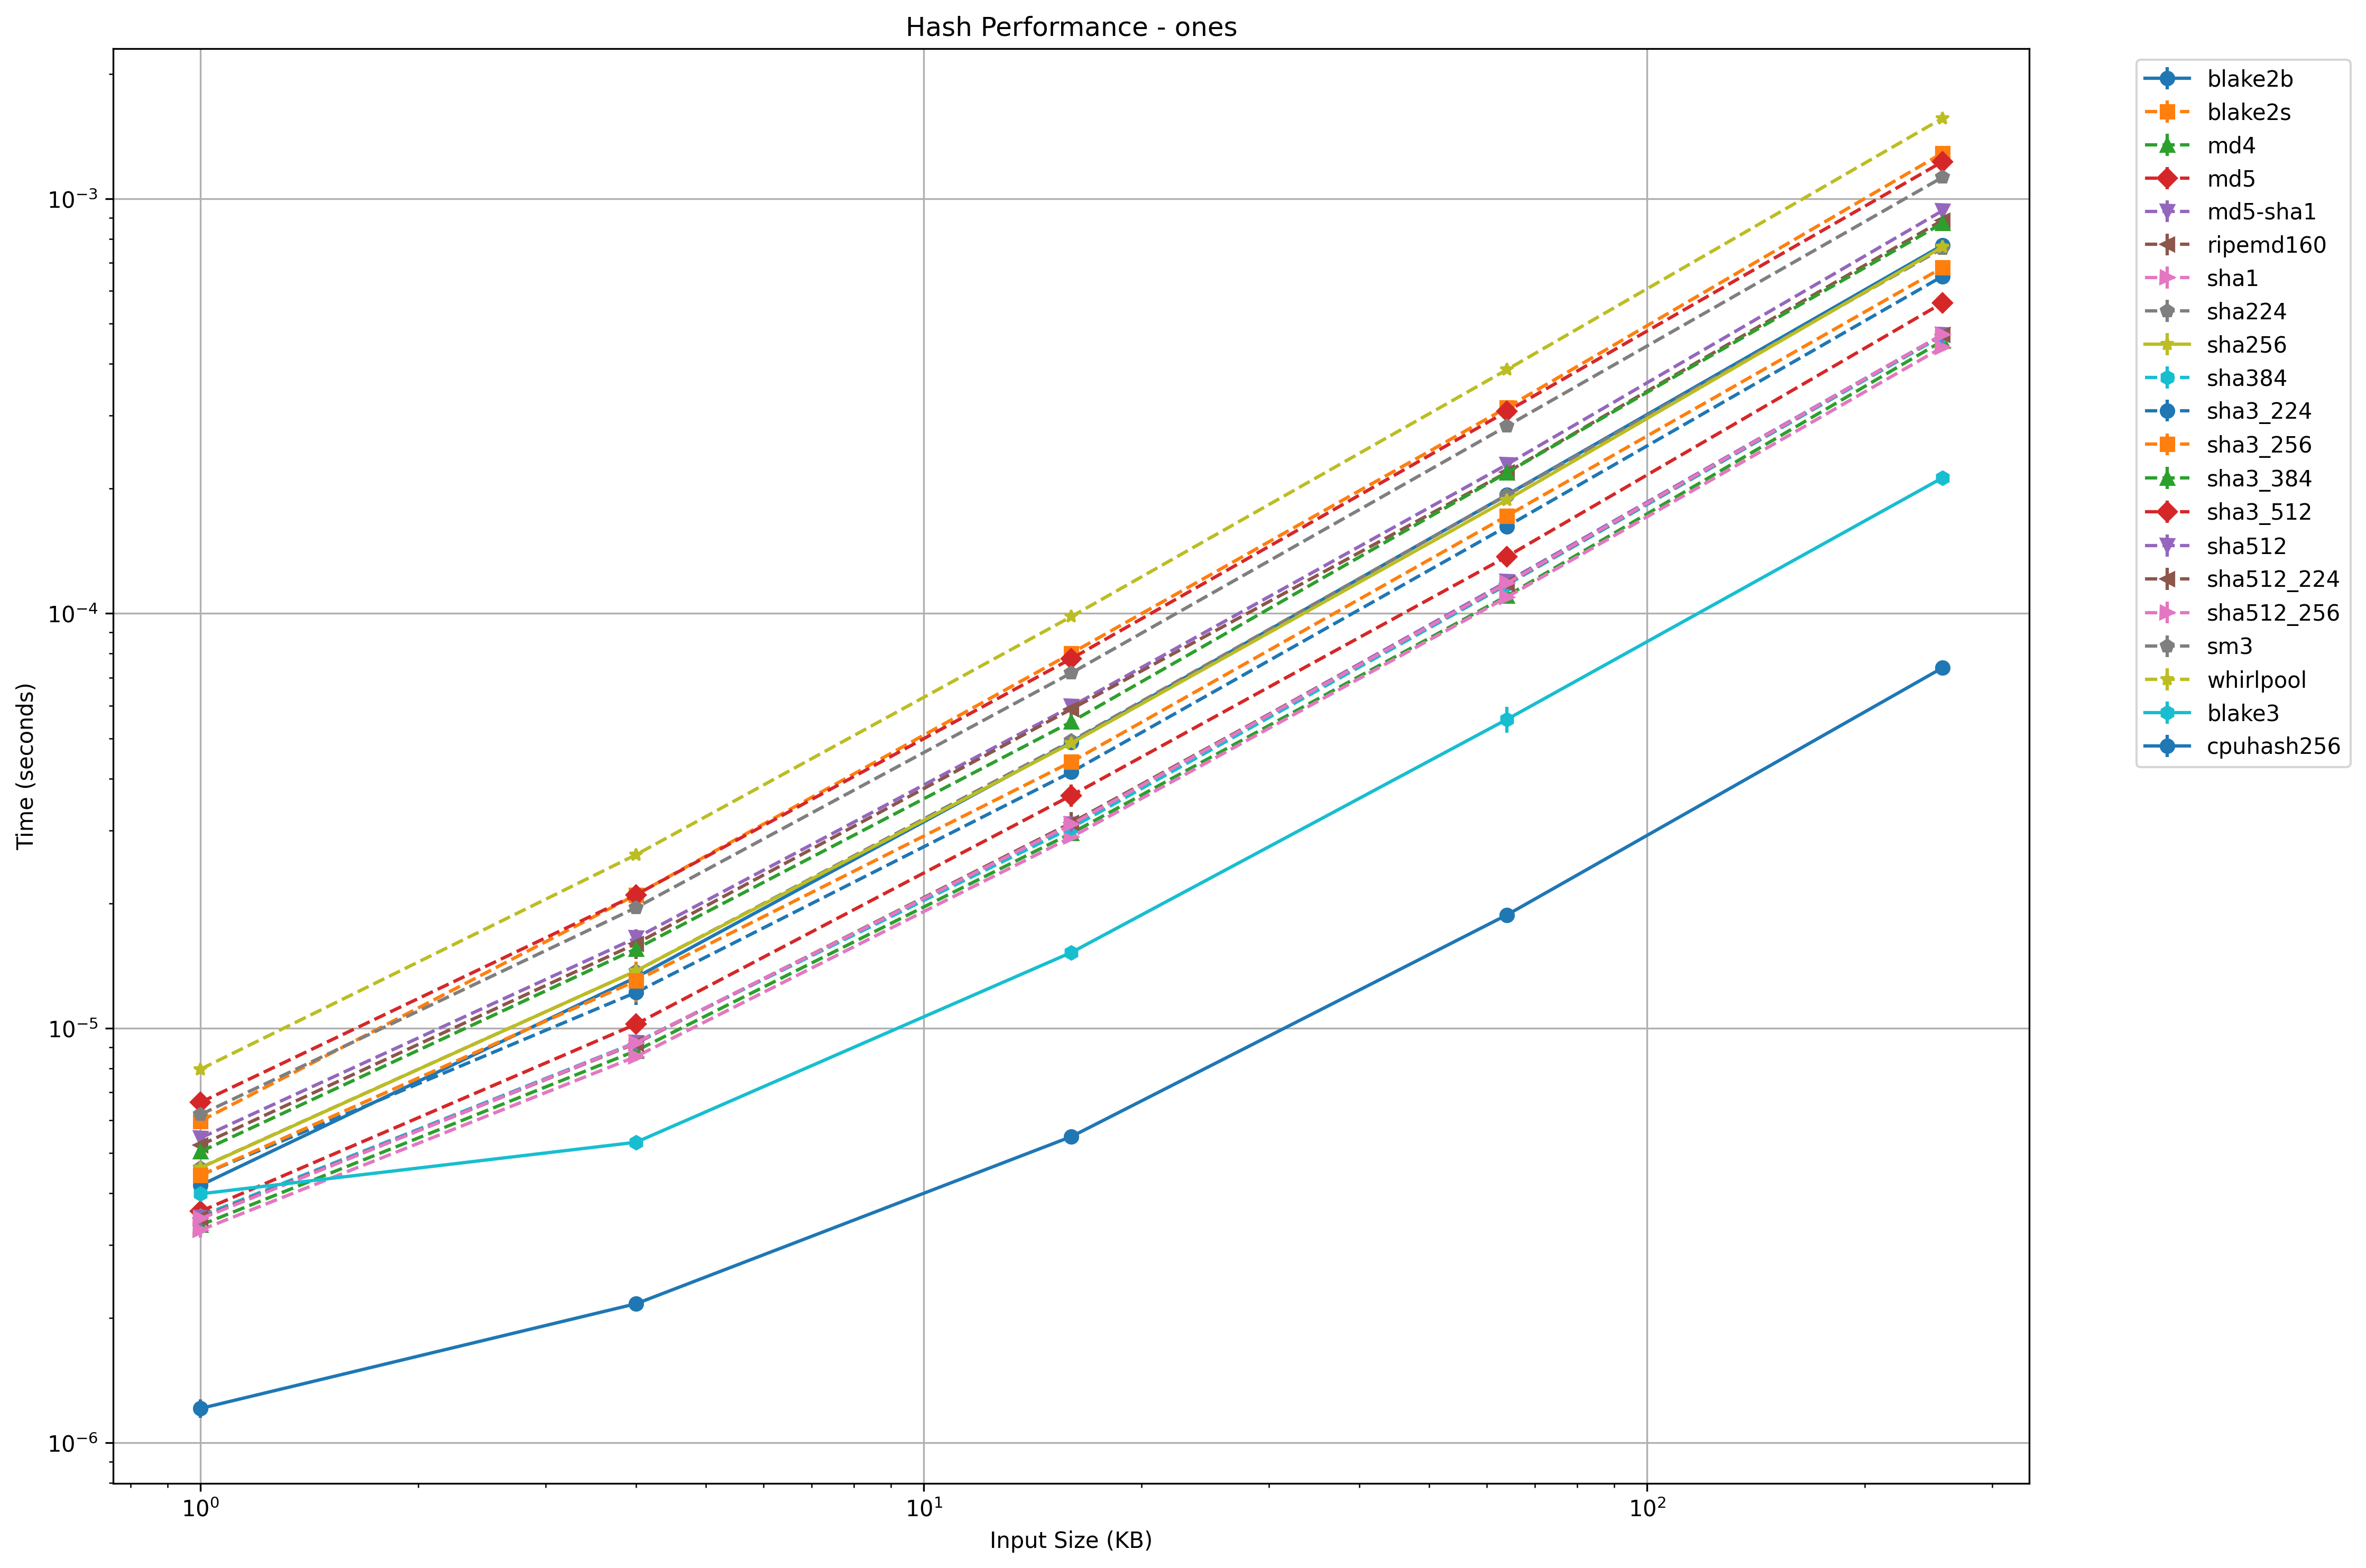 Hash Performance - ones
Time (seconds)
10⁻³
10⁻⁴
10⁻⁵
10⁻⁶
10⁰
10¹
10²
Input Size (KB)
blake2b
blake2s
md4
md5
md5-sha1
ripemd160
sha1
sha224
sha256
sha384
sha3_224
sha3_256
sha3_384
sha3_512
sha512
sha512_224
sha512_256
sm3
whirlpool
blake3
cpuhash256